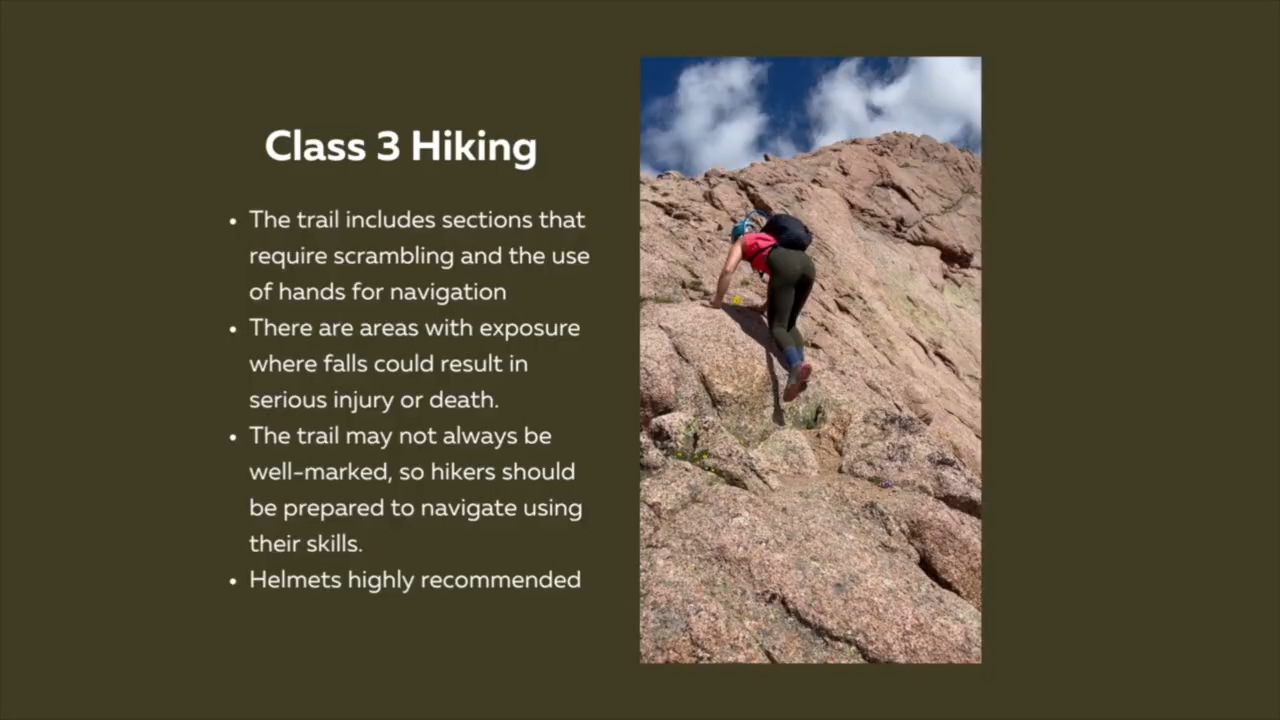 Class 3 Hiking
• The trail includes sections that
require scrambling and the use
of hands for navigation
• There are areas with exposure
where falls could result in
serious injury or death.
• The trail may not always be
well-marked, so hikers should
be prepared to navigate using
their skills.
• Helmets highly recommended